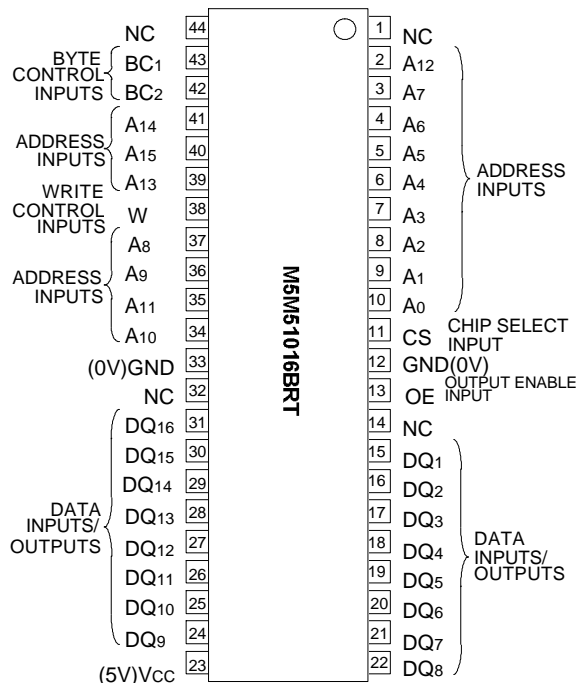 NC 44 1 NC
BYTE CONTROL INPUTS
BC1 43 2 A12
BC2 42 3 A7
ADDRESS INPUTS
A14 41 4 A6
A15 40 5 A5
A13 39 6 A4
ADDRESS INPUTS
WRITE CONTROL INPUTS
W 38 7 A3
ADDRESS INPUTS
A8 37 8 A2
A9 36 9 A1
A11 35 10 A0
A10 34 11 CS CHIP SELECT INPUT
(0V)GND 33 12 GND(0V)
NC 32 13 OE OUTPUT ENABLE INPUT
DQ16 31 14 NC
DQ15 30 15 DQ1
DQ14 29 16 DQ2
DATA INPUTS/ OUTPUTS
DQ13 28 17 DQ3
DQ12 27 18 DQ4
DATA INPUTS/ OUTPUTS
DQ11 26 19 DQ5
DQ10 25 20 DQ6
DQ9 24 21 DQ7
(5V)VCC 23 22 DQ8
M5M51016BRT